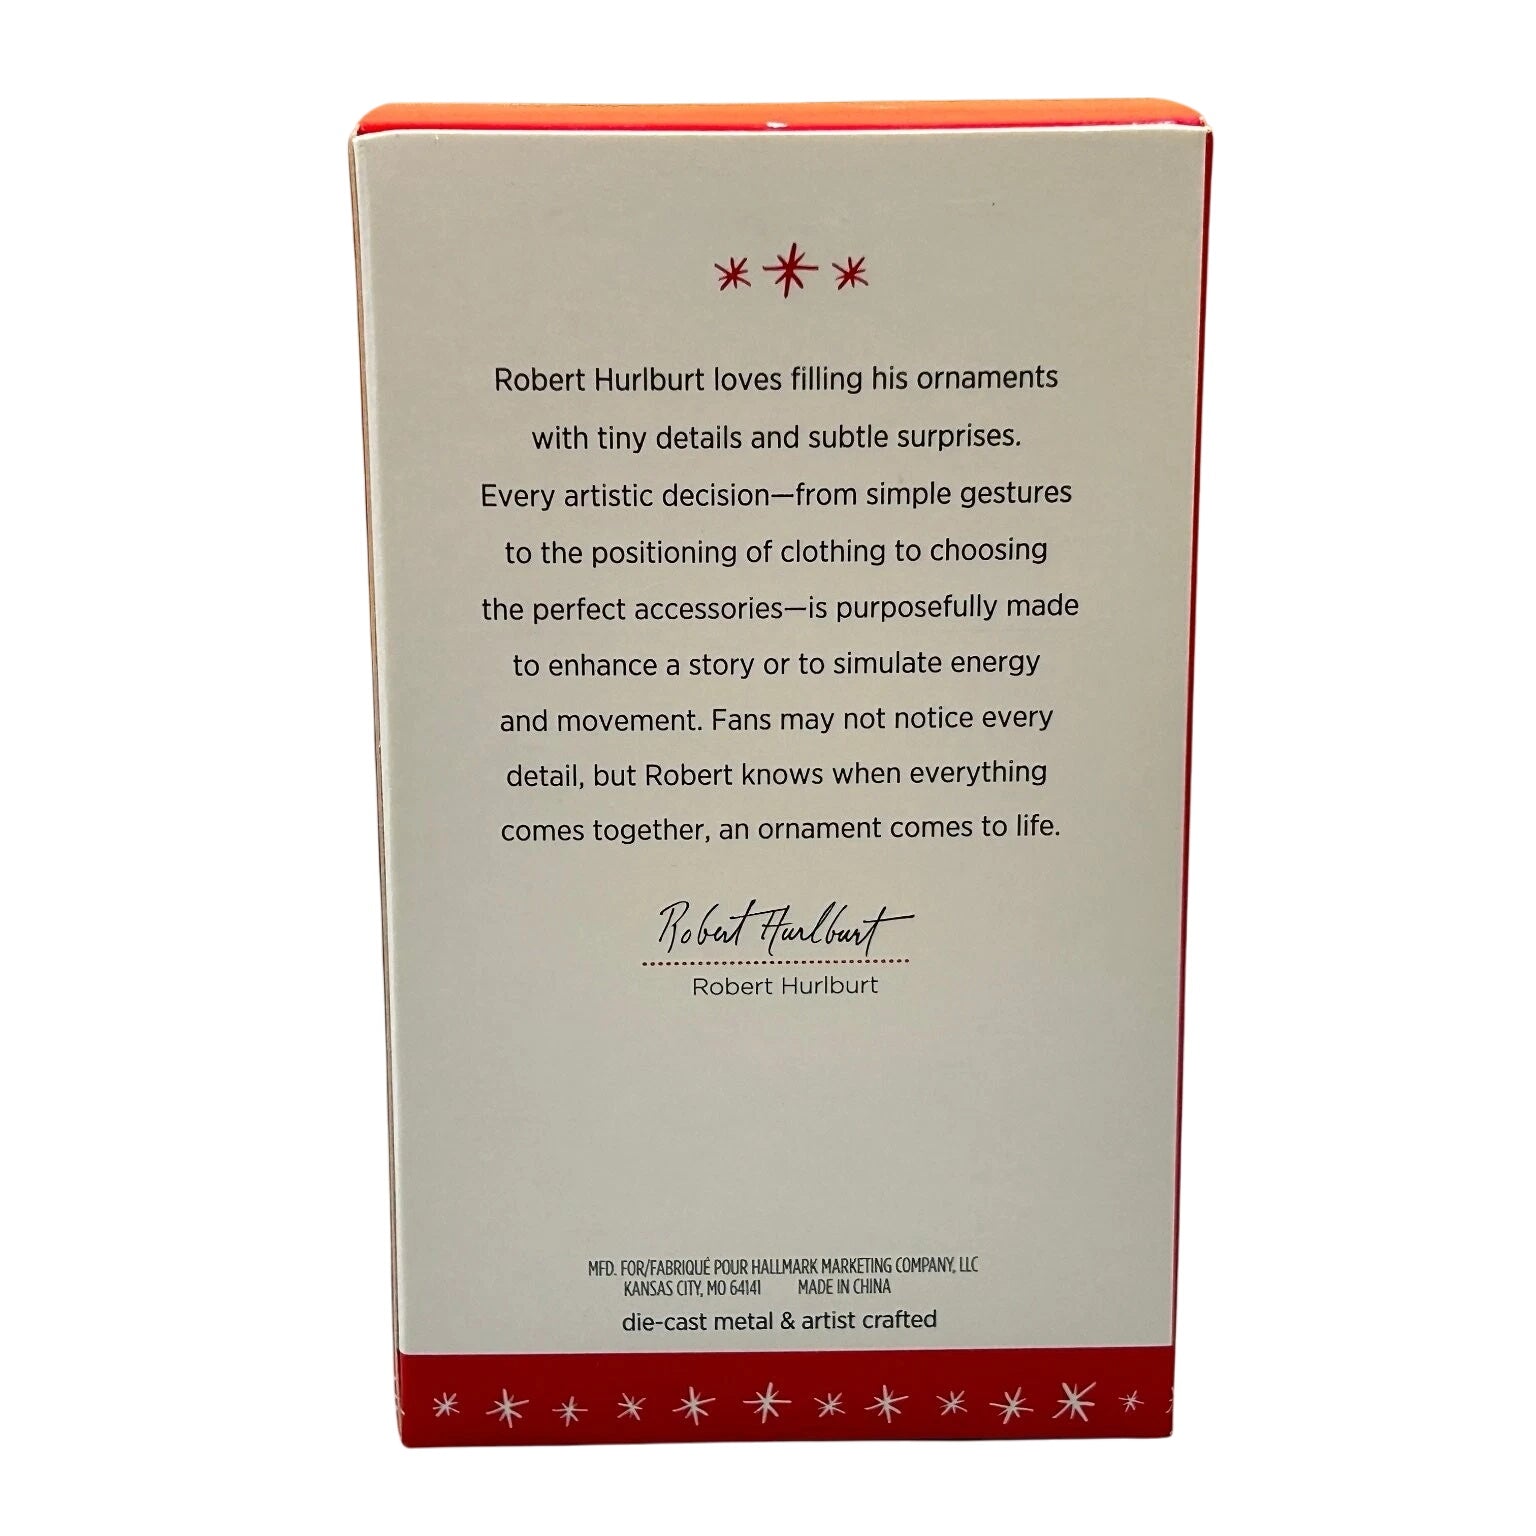 Robert Hurlburt loves filling his ornaments
with tiny details and subtle surprises.
Every artistic decision—from simple gestures
to the positioning of clothing to choosing
the perfect accessories—is purposefully made
to enhance a story or to simulate energy
and movement. Fans may not notice every
detail, but Robert knows when everything
comes together, an ornament comes to life.
Robert Hurlburt
Robert Hurlburt
MFD. FOR/FABRIQUÉ POUR HALLMARK MARKETING COMPANY, LLC
KANSAS CITY, MO 64141 MADE IN CHINA
die-cast metal & artist crafted